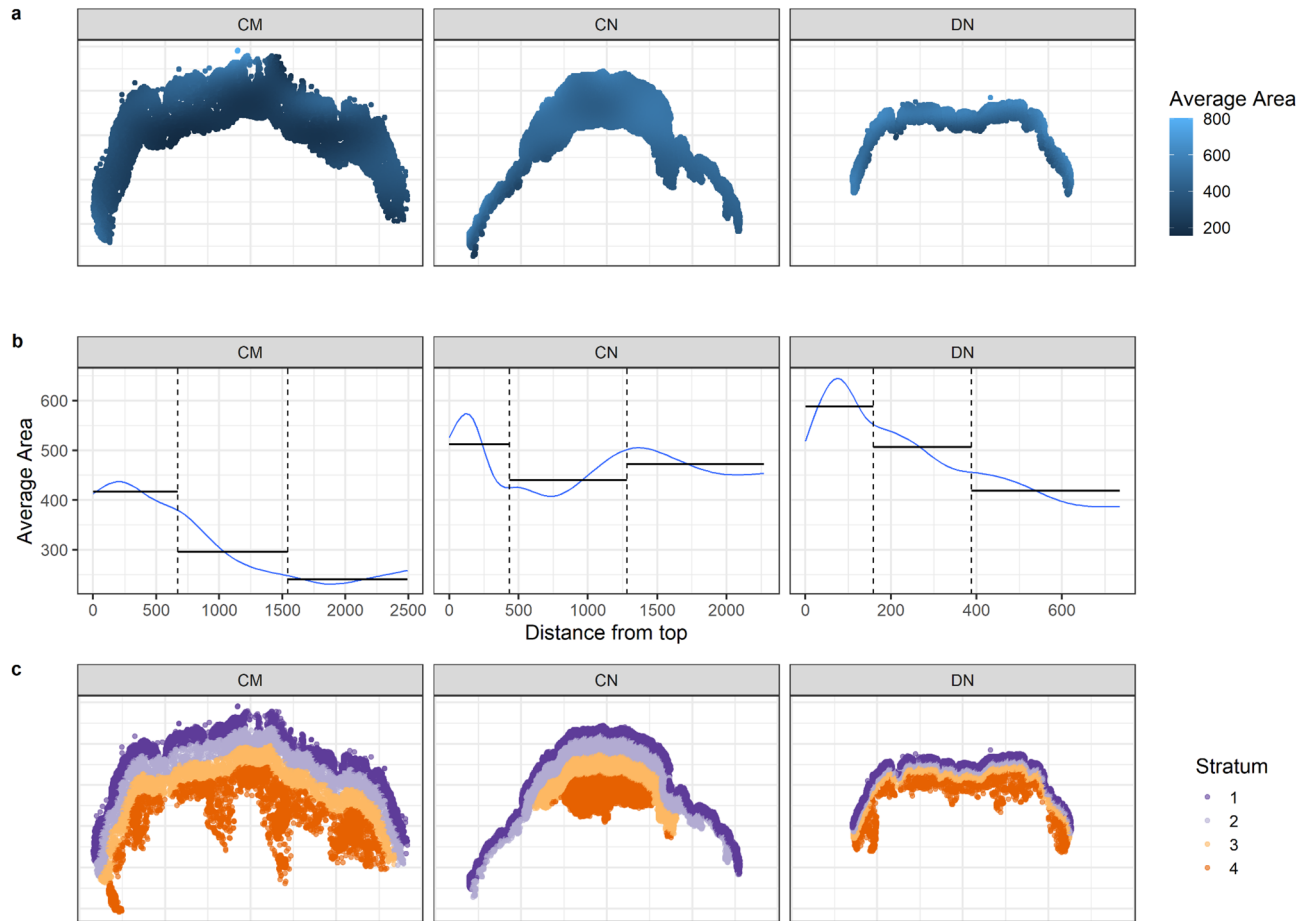 a
CM CN DN
Average Area
800
600
400
200
b
CM CN DN
Average Area
600
500
400
300
0 500 1000 1500 2000 2500 0 500 1000 1500 2000 0 200 400 600
Distance from top
c
CM CN DN
Stratum
1
2
3
4